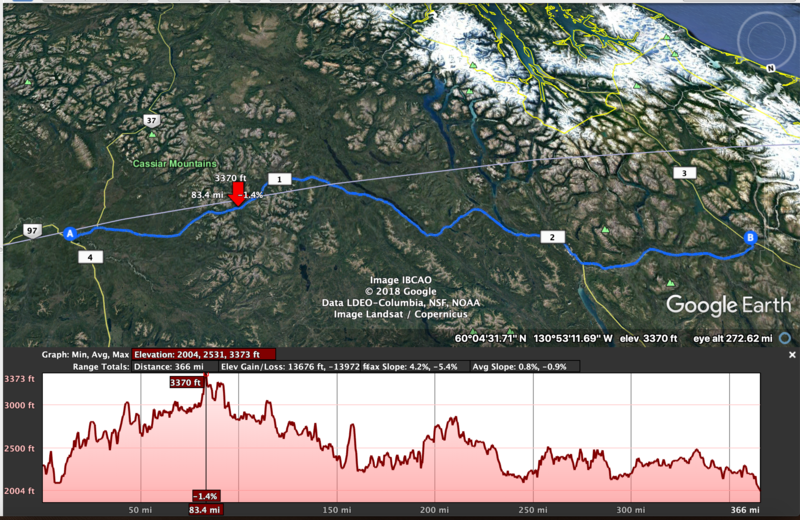 N
37
Cassiar Mountains
3370 ft
83.4 mi -1.4%
1
3
97
A
4
2
B
Image IBCAO
© 2018 Google
Data LDEO-Columbia, NSF, NOAA
Image Landsat / Copernicus
Google Earth
60°04'31.71" N 130°53'11.69" W elev 3370 ft eye alt 272.62 mi
Graph: Min, Avg, Max Elevation: 2004, 2531, 3373 ft
Range Totals: Distance: 366 mi Elev Gain/Loss: 13676 ft, -13972 ft Max Slope: 4.2%, -5.4% Avg Slope: 0.8%, -0.9%
3373 ft
3370 ft
3000 ft
2500 ft
2004 ft
-1.4%
50 mi 83.4 mi 150 mi 200 mi 250 mi 300 mi 366 mi